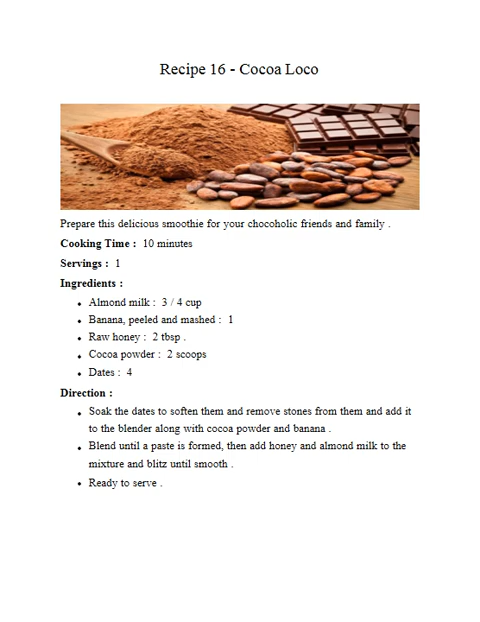 Recipe 16 - Cocoa Loco
Prepare this delicious smoothie for your chocoholic friends and family .
Cooking Time : 10 minutes
Servings : 1
Ingredients :
• Almond milk : 3 / 4 cup
• Banana, peeled and mashed : 1
• Raw honey : 2 tbsp .
• Cocoa powder : 2 scoops
• Dates : 4
Direction :
• Soak the dates to soften them and remove stones from them and add it
to the blender along with cocoa powder and banana .
• Blend until a paste is formed, then add honey and almond milk to the
mixture and blitz until smooth .
• Ready to serve .